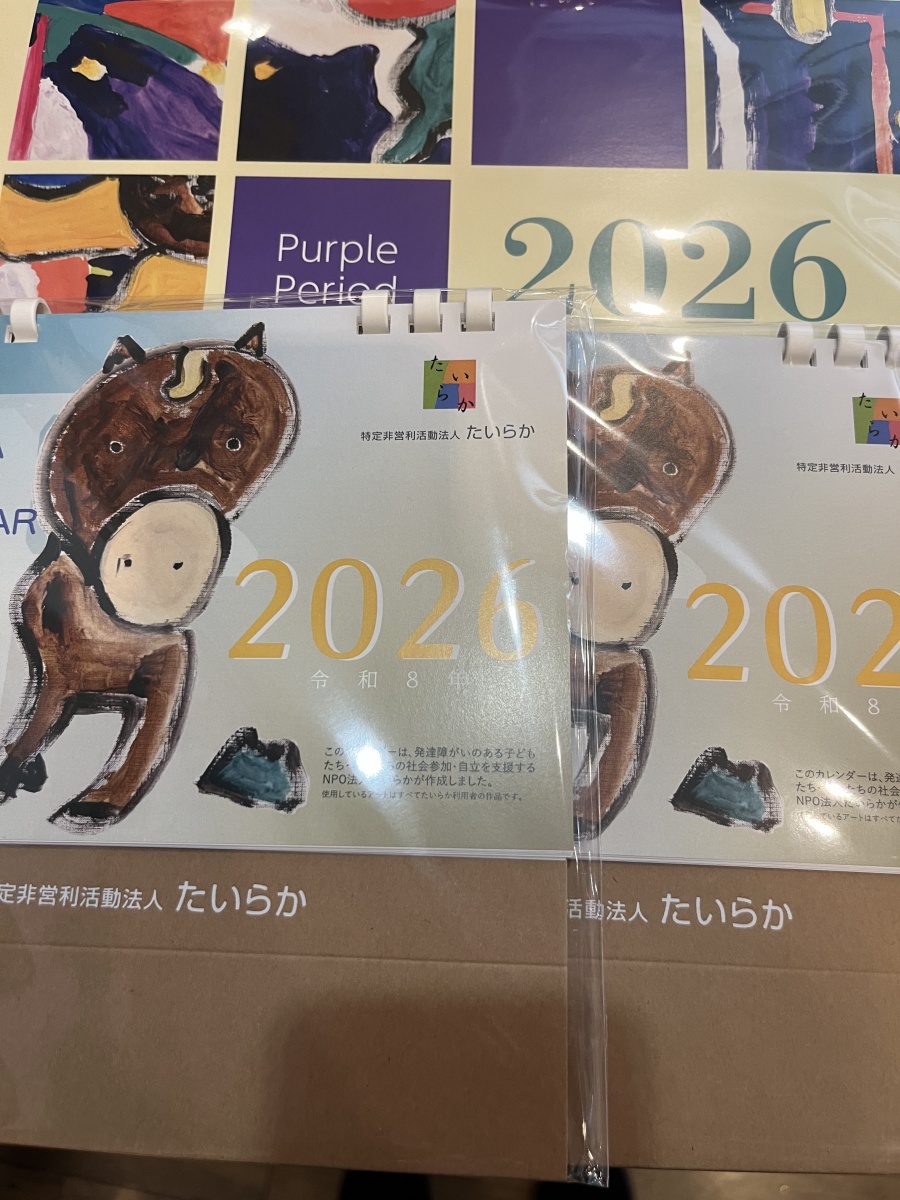 Purple
Period
2026
A
AR
たいらか
特定非営利活動法人 たいらか
2026
令和8年
この ーは、発達障がいのある子ども
たち・ ちの社会参加・自立を支援する
NPO法人たいらかが作成しました。
使用しているアートはすべてたいらか利用者の作品です。
定非営利活動法人 たいらか
たいらか
特定非営利活動法人
202
令和8
このカレンダーは、発達
たち・ たちの社会
NPO法人たいらかが
いるアートはすべてた
活動法人 たいらか